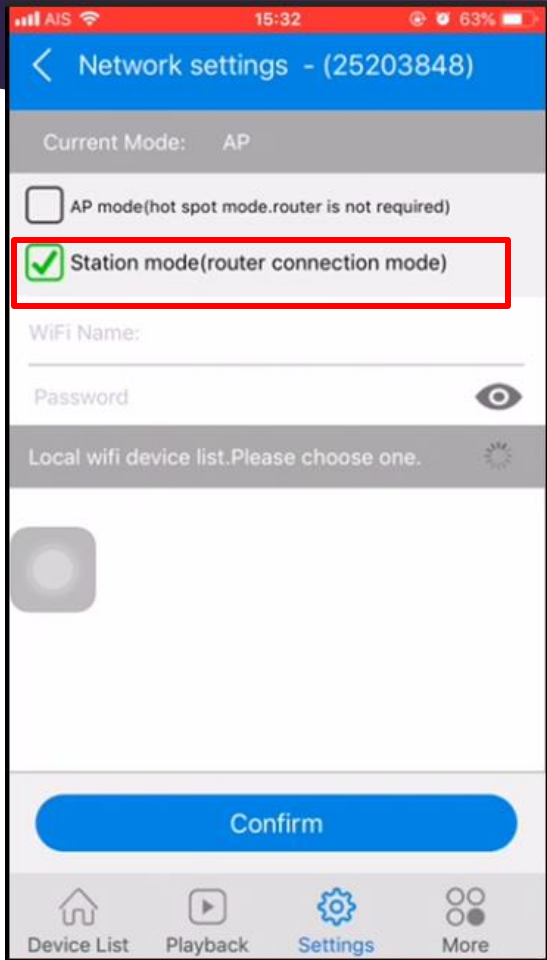 AIS 15:32 63%
Network settings - (25203848)
Current Mode: AP
AP mode(hot spot mode.router is not required)
Station mode(router connection mode)
WiFi Name:
Password
Local wifi device list.Please choose one.
Confirm
Device List Playback Settings More